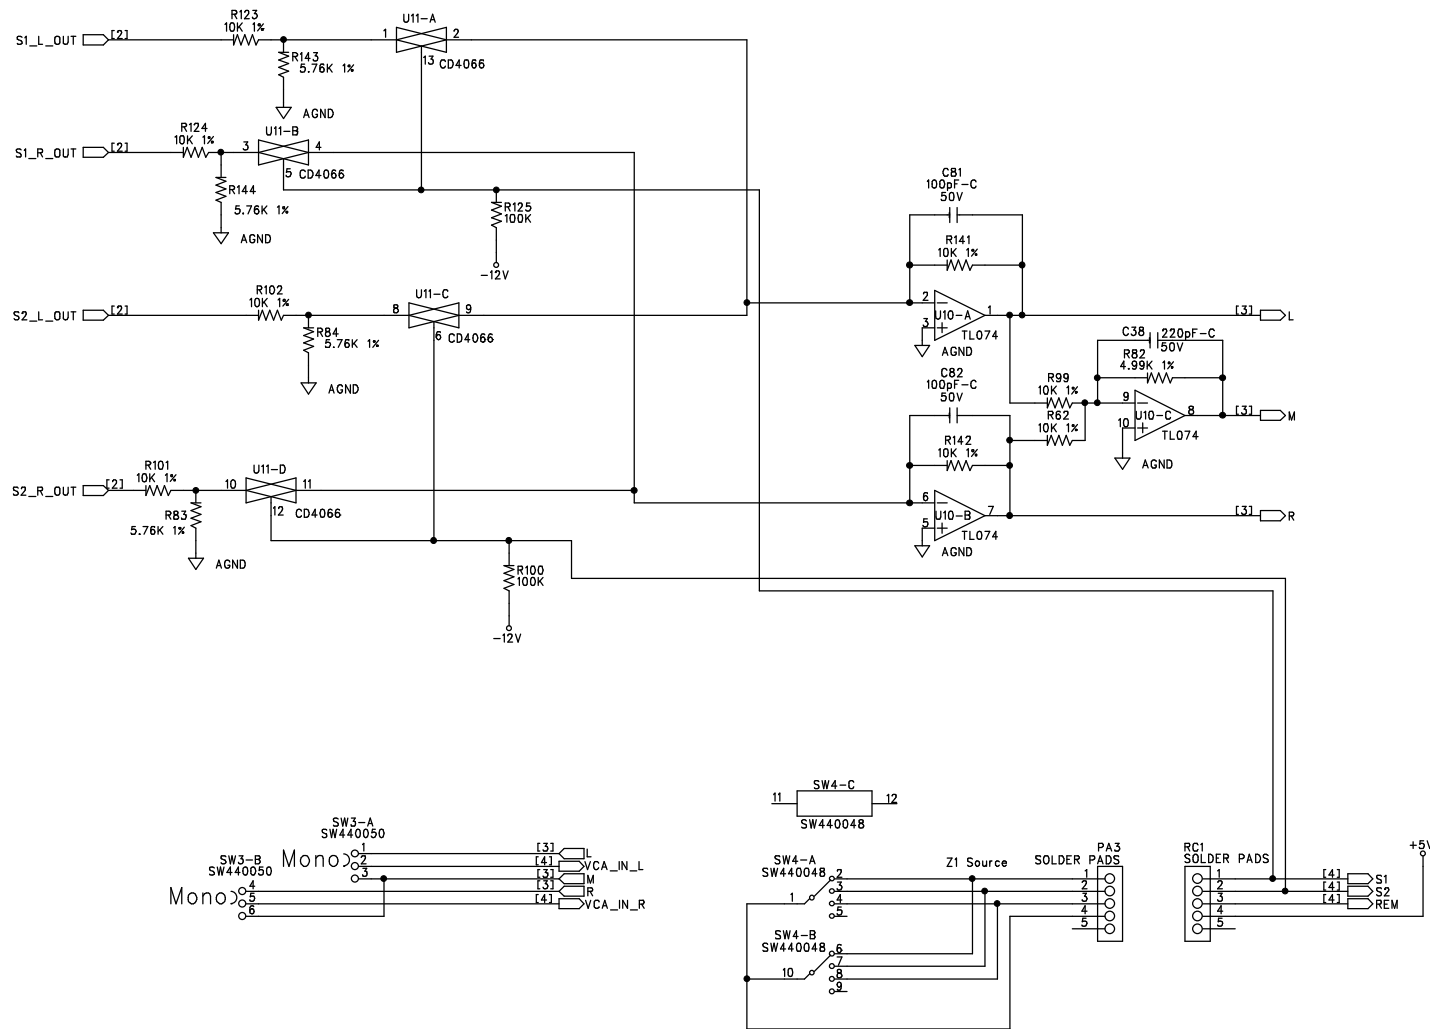 R123
10K 1%
U11-A
S1_L_OUT
[2]
1
2
R143
5.76K 1%
13
CD4066
AGND
R124
10K 1%
U11-B
S1_R_OUT
[2]
3
4
5
CD4066
R144
5.76K 1%
AGND
R125
100K
-12V
C81
100pF-C
50V
R141
10K 1%
R102
10K 1%
U11-C
S2_L_OUT
[2]
8
9
R84
5.76K 1%
6
CD4066
AGND
2
1
U10-A
3
TL074
AGND
[3]
L
C38
220pF-C
50V
R82
4.99K 1%
C82
100pF-C
50V
R99
10K 1%
R62
10K 1%
9
8
U10-C
10
TL074
AGND
[3]
M
R142
10K 1%
R101
10K 1%
U11-D
S2_R_OUT
[2]
10
11
12
CD4066
R83
5.76K 1%
AGND
6
7
U10-B
5
TL074
AGND
[3]
R
R100
100K
-12V
SW4-C
11
12
SW440048
SW3-A
SW440050
Mono
1
2
3
SW3-B
SW440050
Mono
4
5
6
[3]
L
[4]
VCA_IN_L
[3]
M
[3]
R
[4]
VCA_IN_R
SW4-A
SW440048
1
2
3
4
5
Z1 Source
SW4-B
SW440048
10
6
7
8
9
PA3
SOLDER PADS
1
2
3
4
5
RC1
SOLDER PADS
1
2
3
4
5
[4]
S1
[4]
S2
[4]
REM
+5V